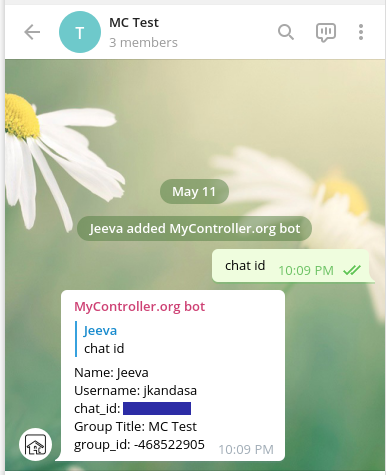 T
MC Test
3 members
May 11
Jeeva added MyController.org bot
chat id 10:09 PM
MyController.org bot
Jeeva
chat id
Name: Jeeva
Username: jkandasa
chat_id:
Group Title: MC Test
group_id: -468522905 10:09 PM